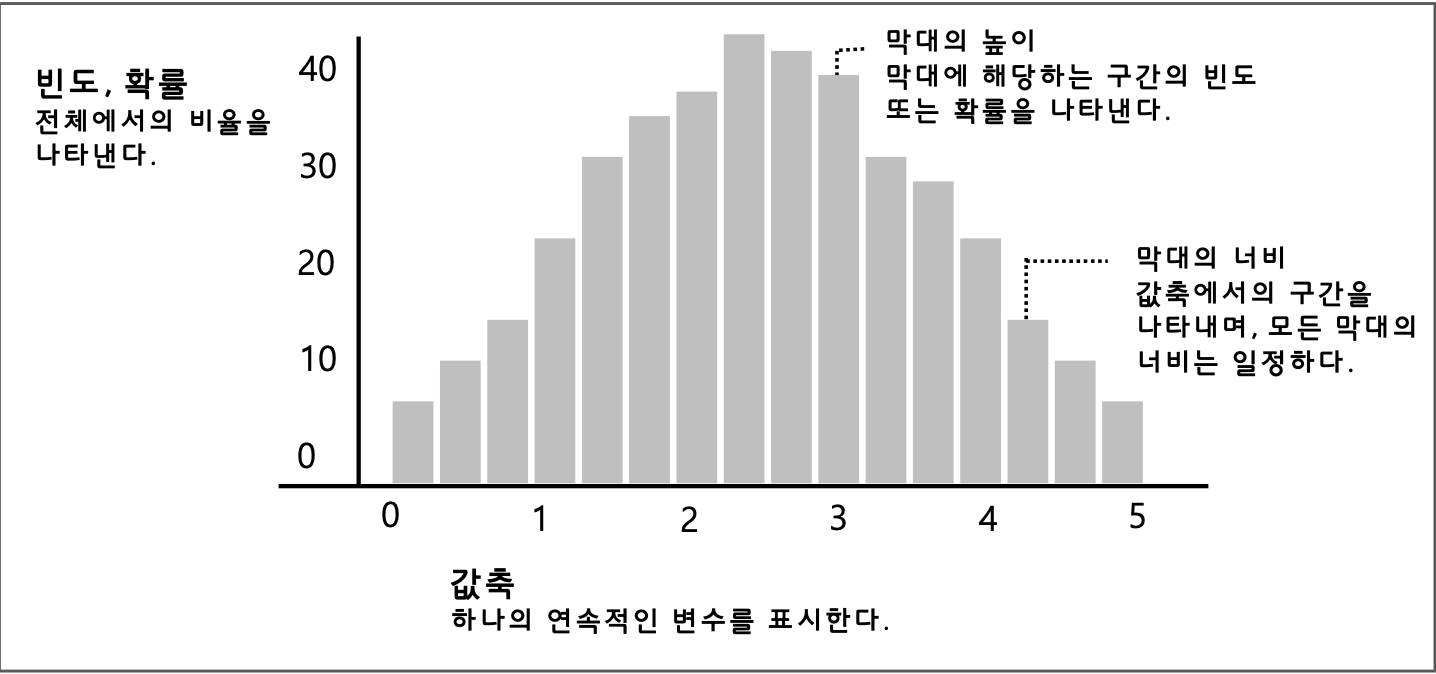 빈도, 확률
전체에서의 비율을
나타낸다.
40
30
20
10
0
막대의 높이
막대에 해당하는 구간의 빈도
또는 확률을 나타낸다.
막대의 너비
값축에서의 구간을
나타내며, 모든 막대의
너비는 일정하다.
0 1 2 3 4 5
값축
하나의 연속적인 변수를 표시한다.